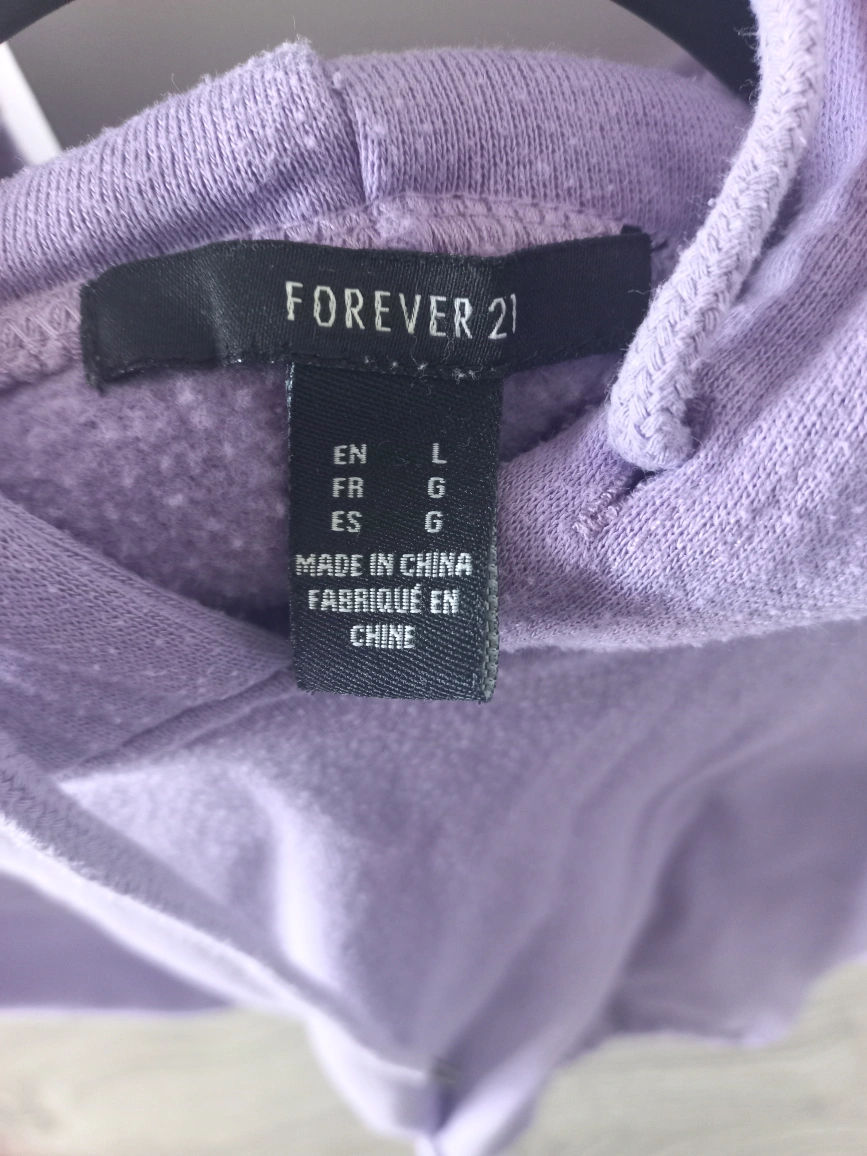 FOREVER 21
EN L
FR G
ES G
MADE IN CHINA
FABRIQUÉ EN
CHINE